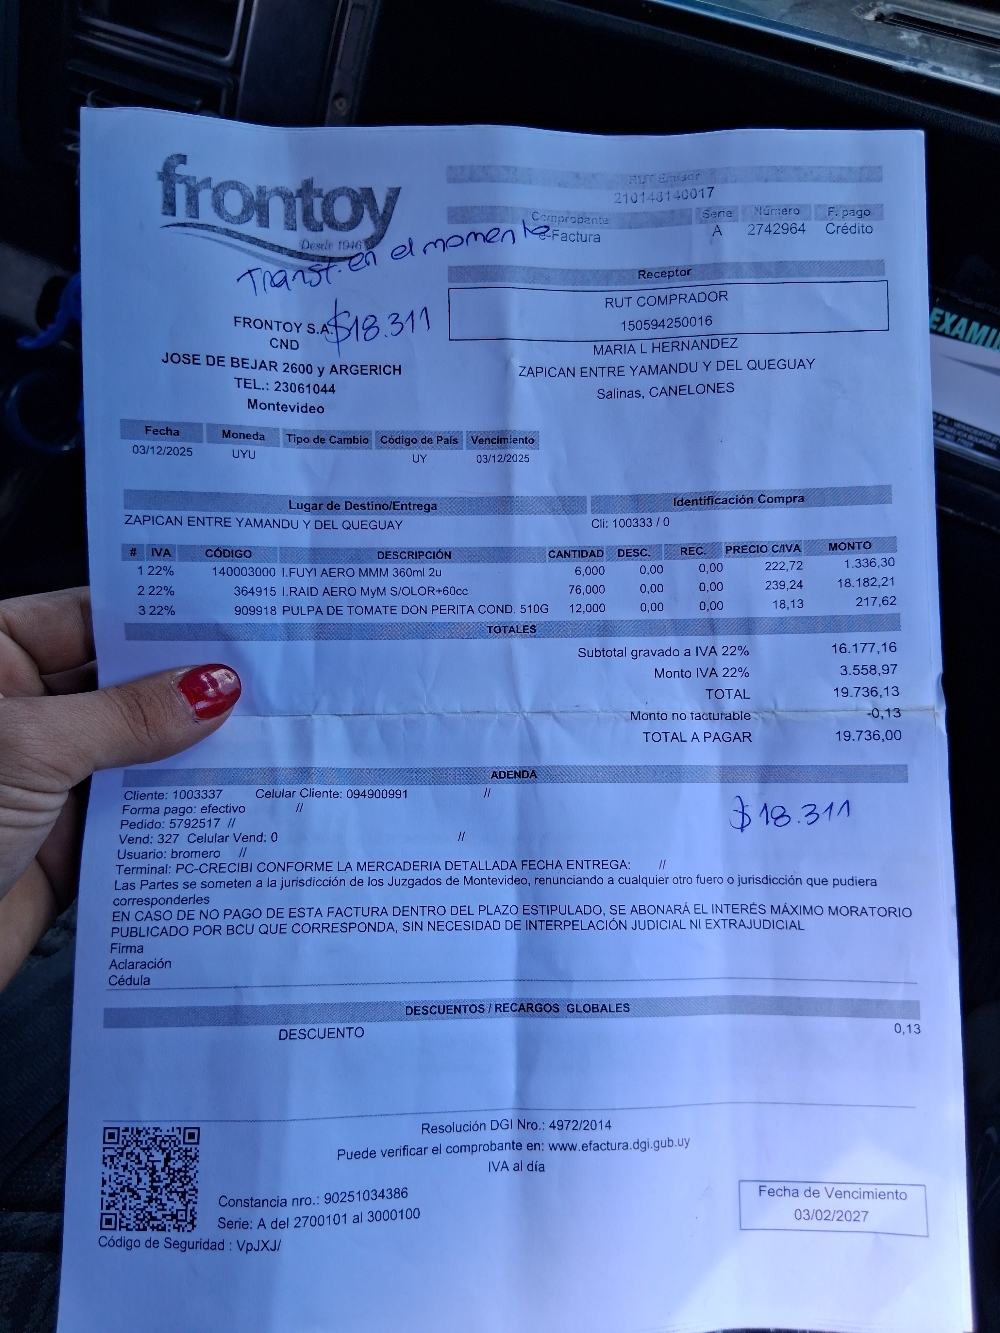 frontoy
Desde 1946
Transf. en el momento
$18.311
FRONTOY S.A.
CND
JOSE DE BEJAR 2600 y ARGERICH
TEL.: 23061044
Montevideo
RUT Emisor
210148140017
Comprobante Serie Número F. pago
e-Factura A 2742964 Crédito
Receptor
RUT COMPRADOR
150594250016
MARIA L HERNANDEZ
ZAPICAN ENTRE YAMANDU Y DEL QUEGUAY
Salinas, CANELONES
Fecha Moneda Tipo de Cambio Código de País Vencimiento
03/12/2025 UYU UY 03/12/2025
Lugar de Destino/Entrega Identificación Compra
ZAPICAN ENTRE YAMANDU Y DEL QUEGUAY Cli: 100333 / 0
# IVA CÓDIGO DESCRIPCIÓN CANTIDAD DESC. REC. PRECIO C/IVA MONTO
1 22% 140003000 I.FUYI AERO MMM 360ml 2u 6,000 0,00 0,00 222,72 1.336,30
2 22% 364915 I.RAID AERO MyM S/OLOR+60cc 76,000 0,00 0,00 239,24 18.182,21
3 22% 909918 PULPA DE TOMATE DON PERITA COND. 510G 12,000 0,00 0,00 18,13 217,62
TOTALES
Subtotal gravado a IVA 22% 16.177,16
Monto IVA 22% 3.558,97
TOTAL 19.736,13
Monto no facturable -0,13
TOTAL A PAGAR 19.736,00
ADENDA
Cliente: 1003337 Celular Cliente: 094900991 //
Forma pago: efectivo //
Pedido: 5792517 //
Vend: 327 Celular Vend: 0 //
Usuario: bromero //
$18.311
Terminal: PC-CRECIBI CONFORME LA MERCADERIA DETALLADA FECHA ENTREGA: //
Las Partes se someten a la jurisdicción de los Juzgados de Montevideo, renunciando a cualquier otro fuero o jurisdicción que pudiera
corresponderles
EN CASO DE NO PAGO DE ESTA FACTURA DENTRO DEL PLAZO ESTIPULADO, SE ABONARÁ EL INTERÉS MÁXIMO MORATORIO
PUBLICADO POR BCU QUE CORRESPONDA, SIN NECESIDAD DE INTERPELACIÓN JUDICIAL NI EXTRAJUDICIAL
Firma
Aclaración
Cédula
DESCUENTOS / RECARGOS GLOBALES
DESCUENTO 0,13
Resolución DGI Nro.: 4972/2014
Puede verificar el comprobante en: www.efactura.dgi.gub.uy
IVA al día
Constancia nro.: 90251034386
Serie: A del 2700101 al 3000100
Código de Seguridad : VpJXJ/
Fecha de Vencimiento
03/02/2027